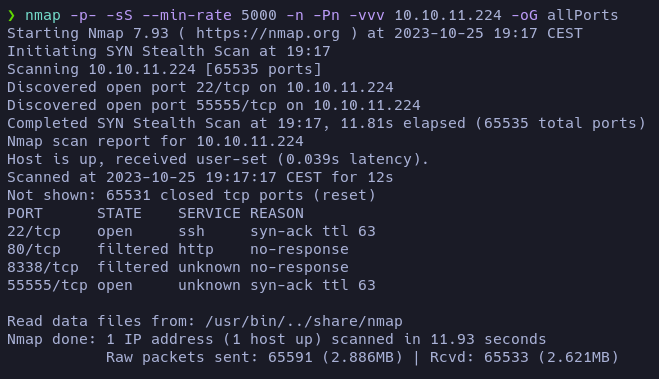 ❯ nmap -p- -sS --min-rate 5000 -n -Pn -vvv 10.10.11.224 -oG allPorts
Starting Nmap 7.93 ( https://nmap.org ) at 2023-10-25 19:17 CEST
Initiating SYN Stealth Scan at 19:17
Scanning 10.10.11.224 [65535 ports]
Discovered open port 22/tcp on 10.10.11.224
Discovered open port 55555/tcp on 10.10.11.224
Completed SYN Stealth Scan at 19:17, 11.81s elapsed (65535 total ports)
Nmap scan report for 10.10.11.224
Host is up, received user-set (0.039s latency).
Scanned at 2023-10-25 19:17:17 CEST for 12s
Not shown: 65531 closed tcp ports (reset)
PORT      STATE    SERVICE REASON
22/tcp    open     ssh     syn-ack ttl 63
80/tcp    filtered http    no-response
8338/tcp  filtered unknown no-response
55555/tcp open     unknown syn-ack ttl 63

Read data files from: /usr/bin/../share/nmap
Nmap done: 1 IP address (1 host up) scanned in 11.93 seconds
           Raw packets sent: 65591 (2.886MB) | Rcvd: 65533 (2.621MB)